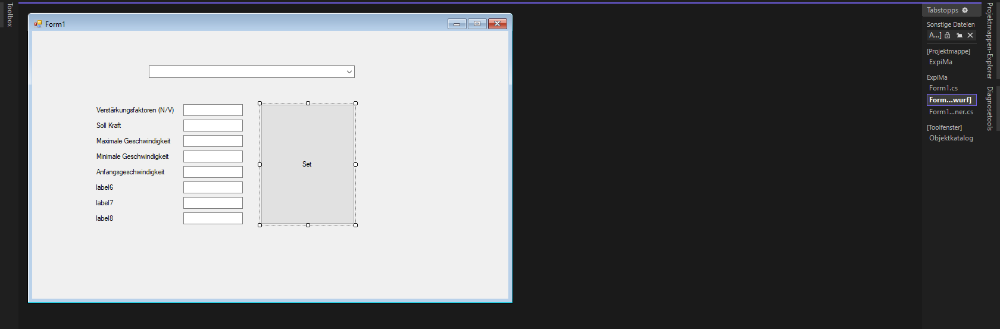 Toolbox
Form1
Verstärkungsfaktoren (N/V)
Soll Kraft
Maximale Geschwindigkeit
Minimale Geschwindigkeit
Anfangsgeschwindigkeit
label6
label7
label8
Set
Tabstopps
Sonstige Dateien
A...]
[Projektmappe]
ExpiMa
ExpiMa
Form1.cs
Form...wurf]
Form1...ner.cs
[Toolfenster]
Objektkatalog
Projektmappen-Explorer
Diagnosetools